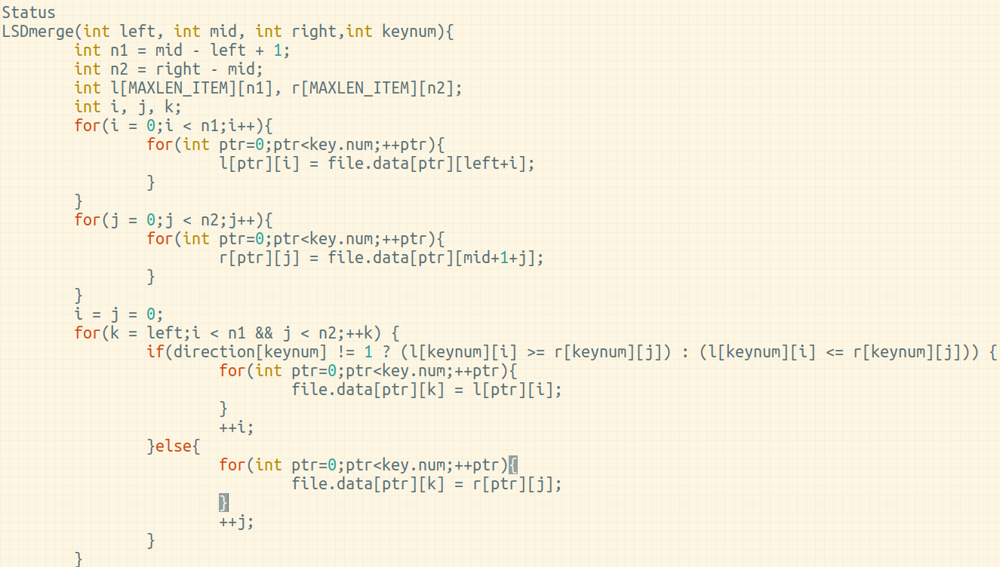 Status
LSDmerge(int left, int mid, int right,int keynum){
        int n1 = mid - left + 1;
        int n2 = right - mid;
        int l[MAXLEN_ITEM][n1], r[MAXLEN_ITEM][n2];
        int i, j, k;
        for(i = 0;i < n1;i++){
                for(int ptr=0;ptr<key.num;++ptr){
                        l[ptr][i] = file.data[ptr][left+i];
                }
        }
        for(j = 0;j < n2;j++){
                for(int ptr=0;ptr<key.num;++ptr){
                        r[ptr][j] = file.data[ptr][mid+1+j];
                }
        }
        i = j = 0;
        for(k = left;i < n1 && j < n2;++k) {
                if(direction[keynum] != 1 ? (l[keynum][i] >= r[keynum][j]) : (l[keynum][i] <= r[keynum][j])) {
                        for(int ptr=0;ptr<key.num;++ptr){
                                file.data[ptr][k] = l[ptr][i];
                        }
                        ++i;
                }else{
                        for(int ptr=0;ptr<key.num;++ptr){
                                file.data[ptr][k] = r[ptr][j];
                        }
                        ++j;
                }
        }